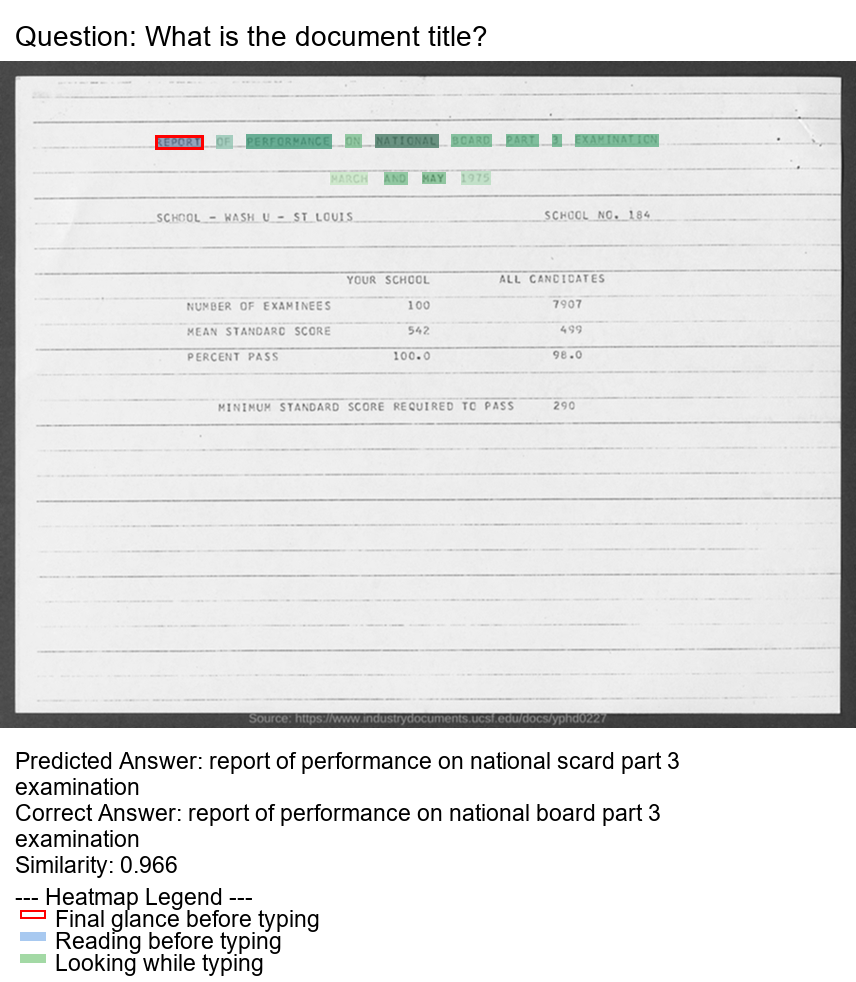 Question: What is the document title?
REPORT OF PERFORMANCE ON NATIONAL BOARD PART 3 EXAMINATION
MARCH AND MAY 1975
SCHOOL - WASH U - ST LOUIS SCHOOL NO. 184
YOUR SCHOOL ALL CANDIDATES
NUMBER OF EXAMINEES 100 7907
MEAN STANDARD SCORE 542 499
PERCENT PASS 100.0 98.0
MINIMUM STANDARD SCORE REQUIRED TO PASS 290
Source: https://www.industrydocuments.ucsf.edu/docs/yphd0227
Predicted Answer: report of performance on national scard part 3
examination
Correct Answer: report of performance on national board part 3
examination
Similarity: 0.966
--- Heatmap Legend ---
Final glance before typing
Reading before typing
Looking while typing